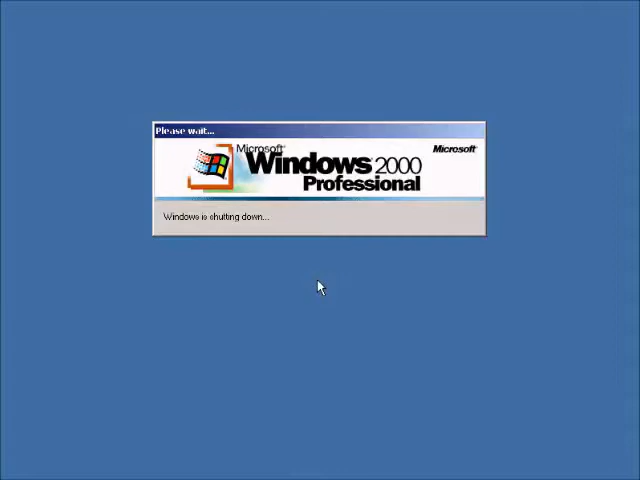 Please wait...
Microsoft®
Microsoft®
Windows® 2000
Professional
Windows is shutting down...